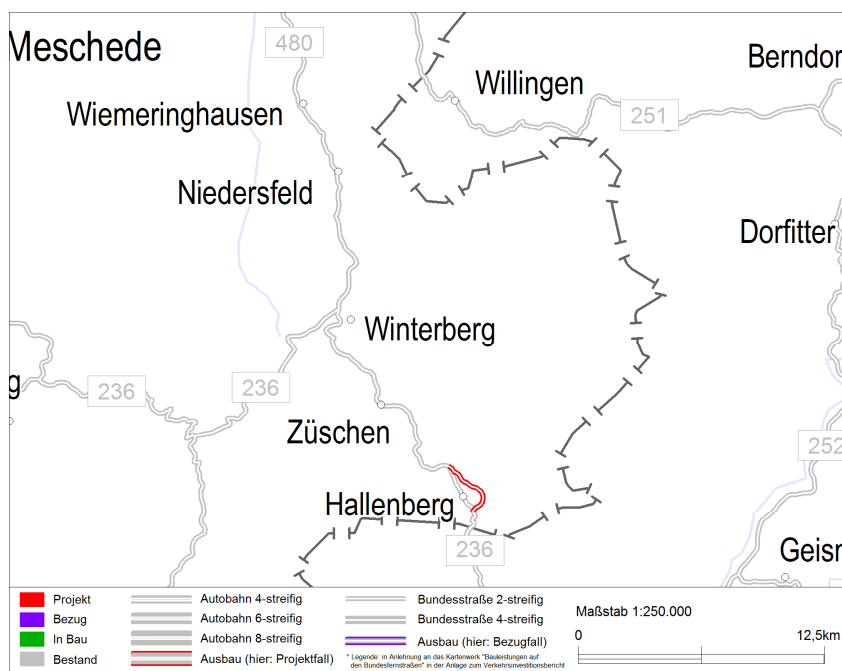 480
Meschede
Berndor
Willingen
Wiemeringhausen
251
Niedersfeld
Dorfitter
Winterberg
g
236
236
Züschen
252
Hallenberg
236
Geisr
Projekt
Bezug
In Bau
Bestand
Autobahn 4-streifig
Autobahn 6-streifig
Autobahn 8-streifig
Ausbau (hier: Projektfall)
Bundesstraße 2-streifig
Bundesstraße 4-streifig
Ausbau (hier: Bezugfall)
* Legende: in Anlehnung an das Kartenwerk "Bauleistungen auf
den Bundesfernstraßen" in der Anlage zum Verkehrsinvestitionsbericht
Maßstab 1:250.000
0 12,5km